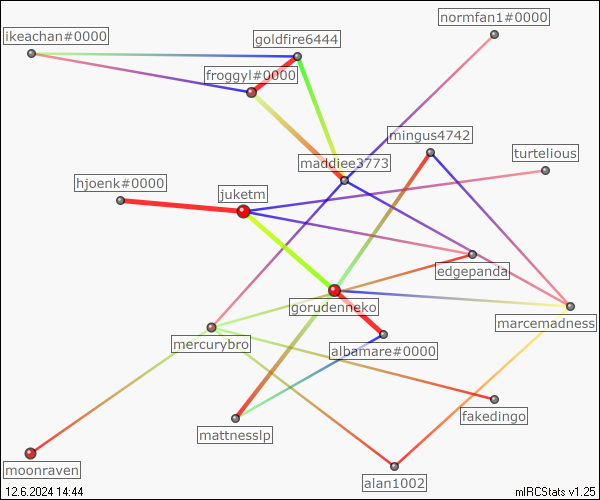 normfan1#0000
ikeachan#0000
goldfire6444
froggyl#0000
mingus4742
turtelious
maddiee3773
hjoenk#0000
juketm
edgepanda
gorudenneko
marcemadness
mercurybro
albamare#0000
fakedingo
mattnesslp
moonraven
alan1002
12.6.2024 14:44
mIRCStats v1.25